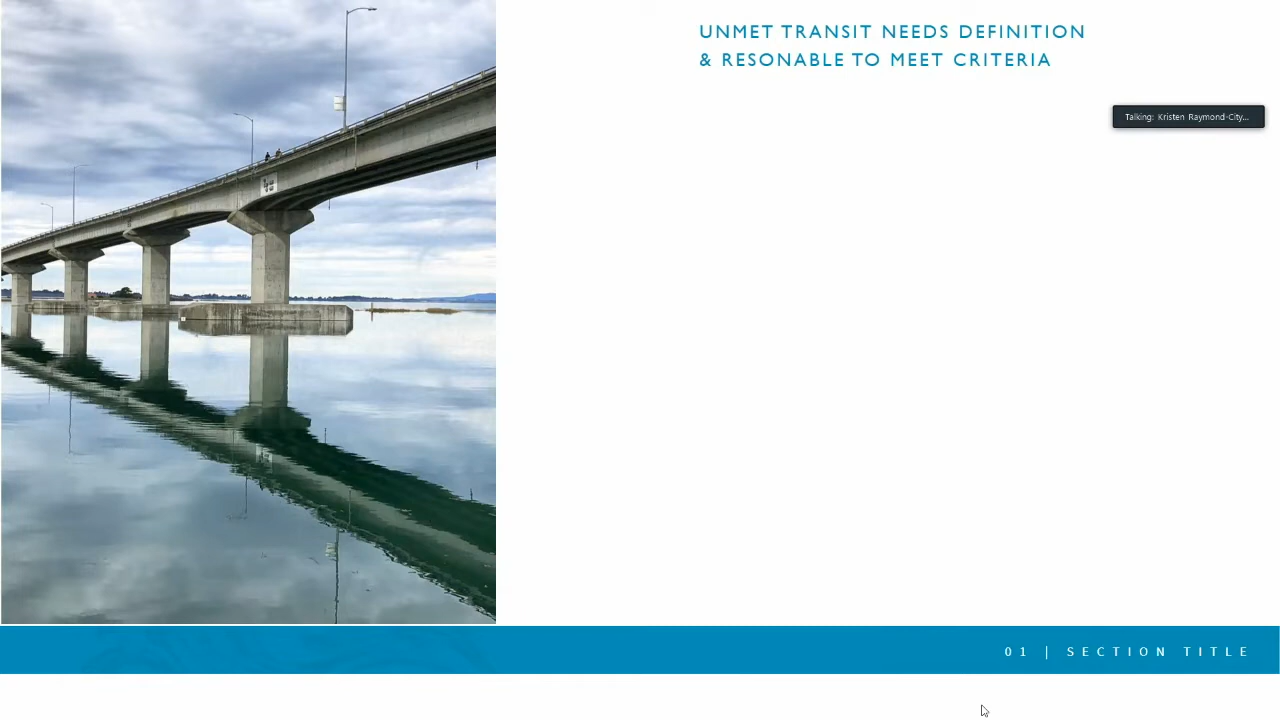 UNMET TRANSIT NEEDS DEFINITION
& RESONABLE TO MEET CRITERIA
Talking: Kristen Raymond-City...
01 | SECTION TITLE